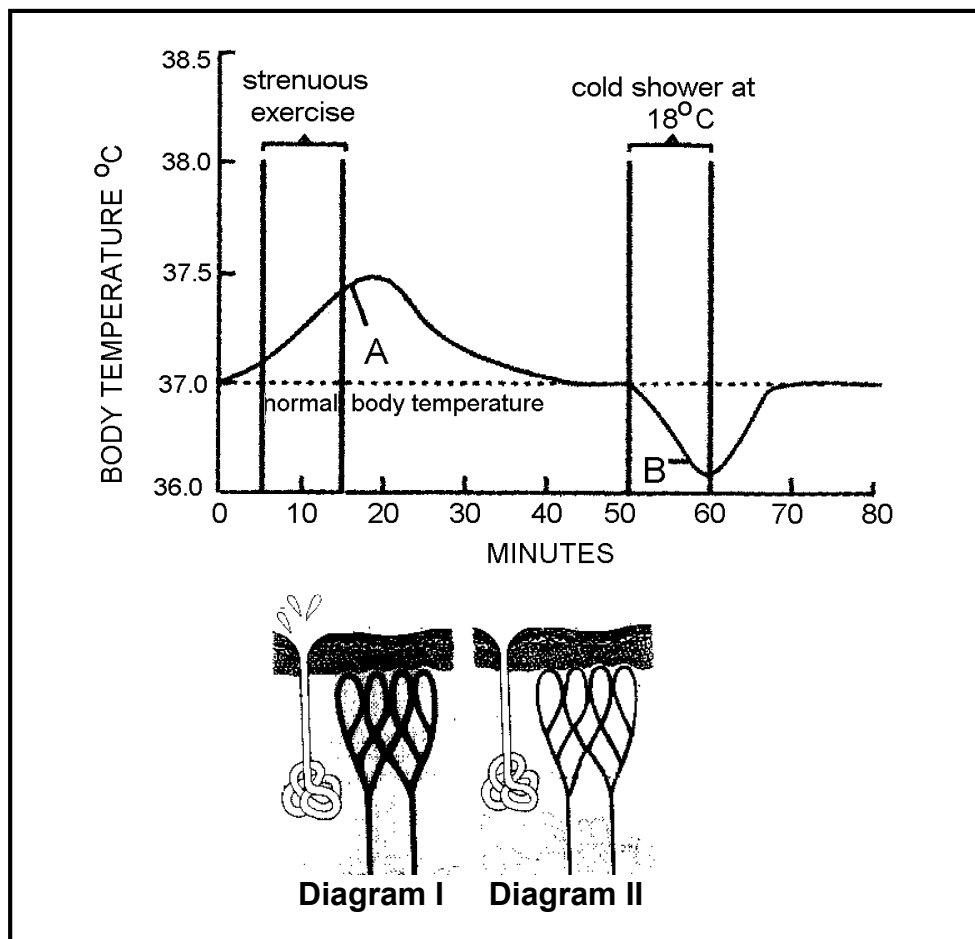 38.5
strenuous
exercise
cold shower at
18°C
38.0
37.5
A
37.0
normal body temperature
B
36.0
0 10 20 30 40 50 60 70 80
BODY TEMPERATURE °C
MINUTES
Diagram I Diagram II